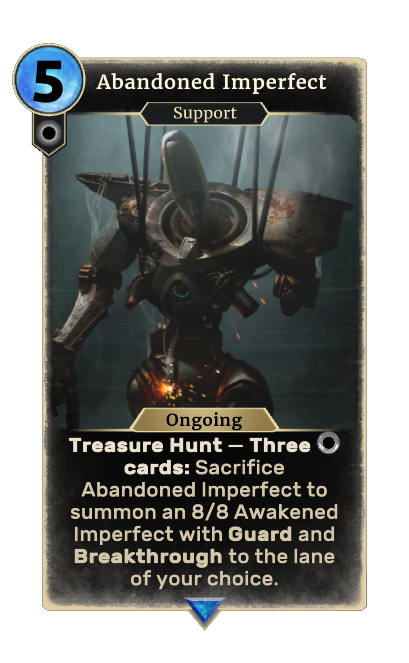 5
Abandoned Imperfect
Support
Ongoing
Treasure Hunt – Three
cards: Sacrifice
Abandoned Imperfect to
summon an 8/8 Awakened
Imperfect with Guard and
Breakthrough to the lane
of your choice.